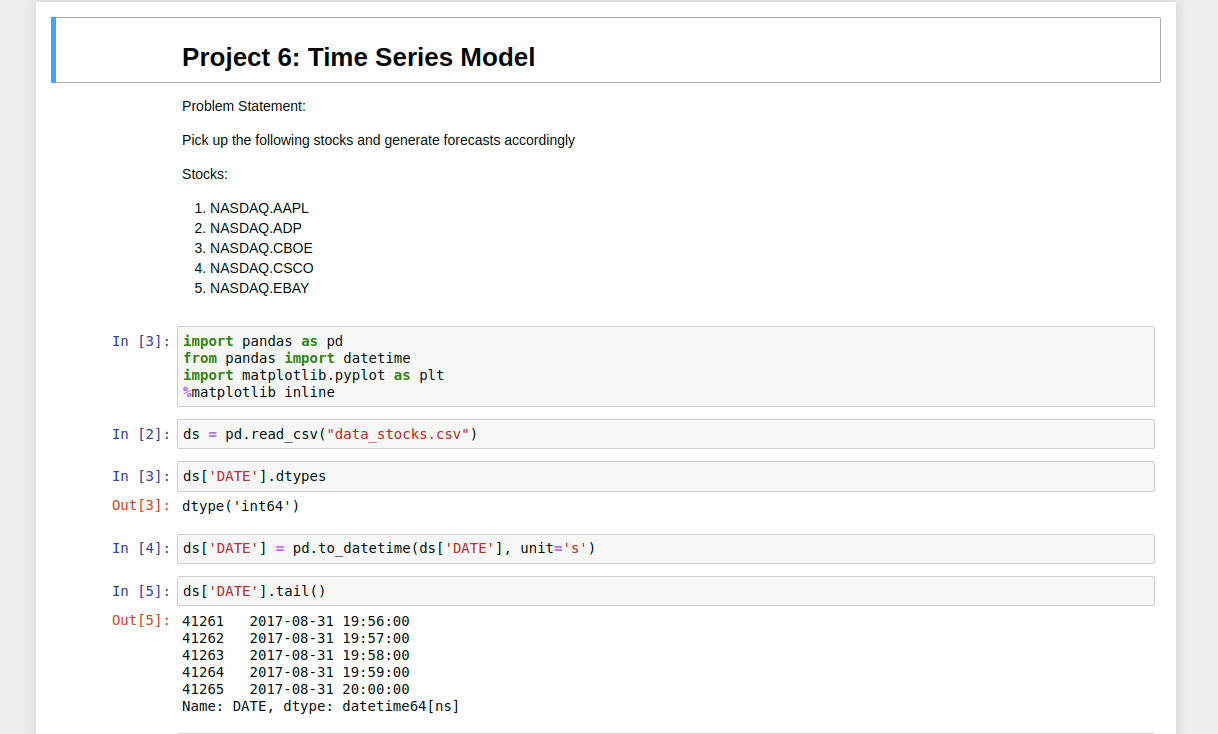 Project 6: Time Series Model
Problem Statement:
Pick up the following stocks and generate forecasts accordingly
Stocks:
1. NASDAQ.AAPL
2. NASDAQ.ADP
3. NASDAQ.CBOE
4. NASDAQ.CSCO
5. NASDAQ.EBAY
In [3]: import pandas as pd
from pandas import datetime
import matplotlib.pyplot as plt
%matplotlib inline
In [2]: ds = pd.read_csv("data_stocks.csv")
In [3]: ds['DATE'].dtypes
Out[3]: dtype('int64')
In [4]: ds['DATE'] = pd.to_datetime(ds['DATE'], unit='s')
In [5]: ds['DATE'].tail()
Out[5]: 41261   2017-08-31 19:56:00
41262   2017-08-31 19:57:00
41263   2017-08-31 19:58:00
41264   2017-08-31 19:59:00
41265   2017-08-31 20:00:00
Name: DATE, dtype: datetime64[ns]